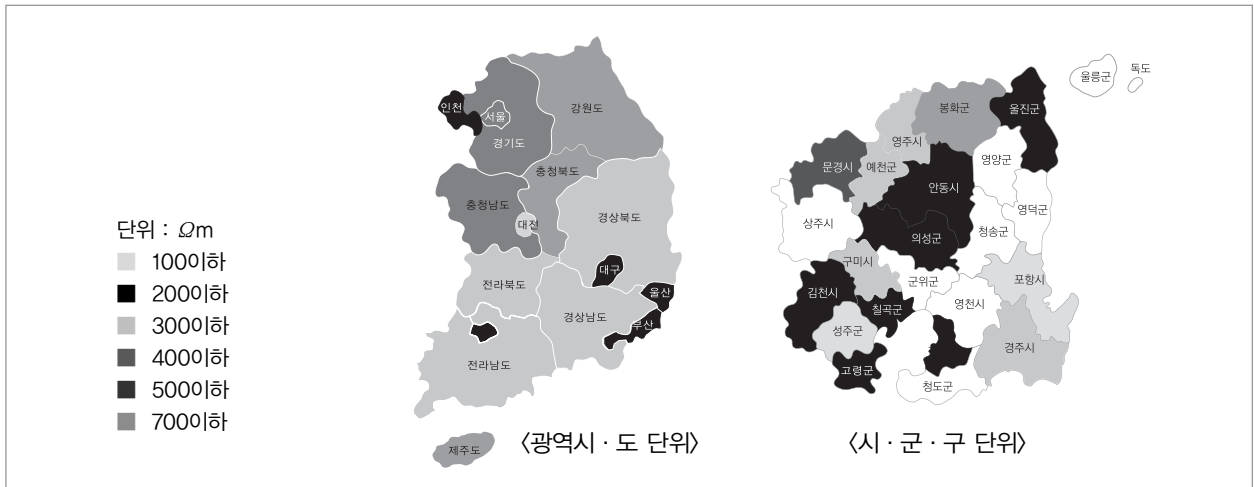 단위 : Ωm
100이하
200이하
300이하
400이하
500이하
700이하
인천
서울
경기도
강원도
충청북도
충청남도
대전
경상북도
대구
전라북도
울산
경상남도
부산
전라남도
제주도
〈광역시 · 도 단위〉
울릉군
독도
봉화군
울진군
영주시
문경시
예천군
영양군
안동시
영덕군
상주시
청송군
의성군
구미시
포항시
군위군
김천시
영천시
칠곡군
성주군
경주시
고령군
청도군
〈시 · 군 · 구 단위〉